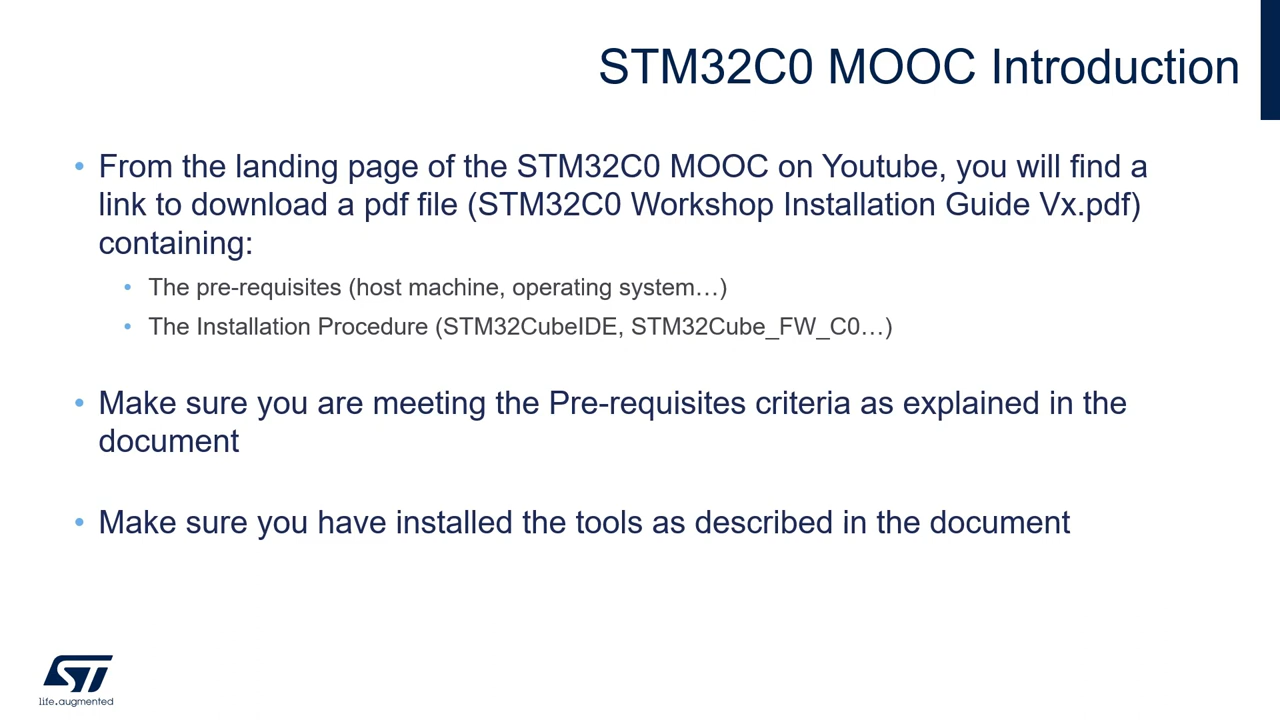 STM32C0 MOOC Introduction
• From the landing page of the STM32C0 MOOC on Youtube, you will find a
link to download a pdf file (STM32C0 Workshop Installation Guide Vx.pdf)
containing:
• The pre-requisites (host machine, operating system…)
• The Installation Procedure (STM32CubeIDE, STM32Cube_FW_C0…)
• Make sure you are meeting the Pre-requisites criteria as explained in the
document
• Make sure you have installed the tools as described in the document
ST
life.augmented